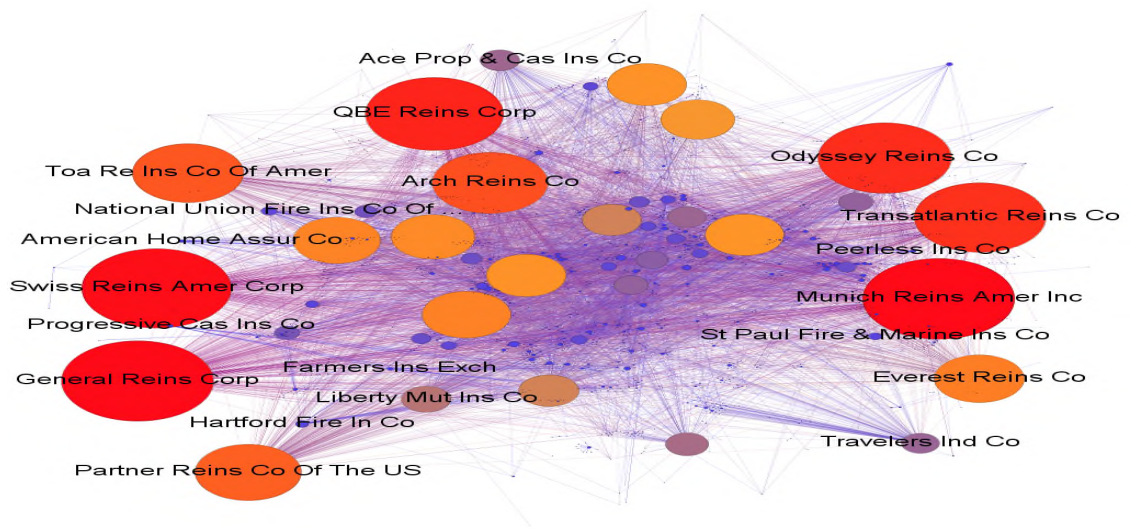 Ace Prop & Cas Ins Co
QBE Reins Corp
Odyssey Reins Co
Toa Re Ins Co Of Amer
Arch Reins Co
National Union Fire Ins Co Of ...
Transatlantic Reins Co
American Home Assur Co
Peerless Ins Co
Swiss Reins Amer Corp
Munich Reins Amer Inc
Progressive Cas Ins Co
St Paul Fire & Marine Ins Co
Farmers Ins Exch
General Reins Corp
Everest Reins Co
Liberty Mut Ins Co
Hartford Fire In Co
Travelers Ind Co
Partner Reins Co Of The US